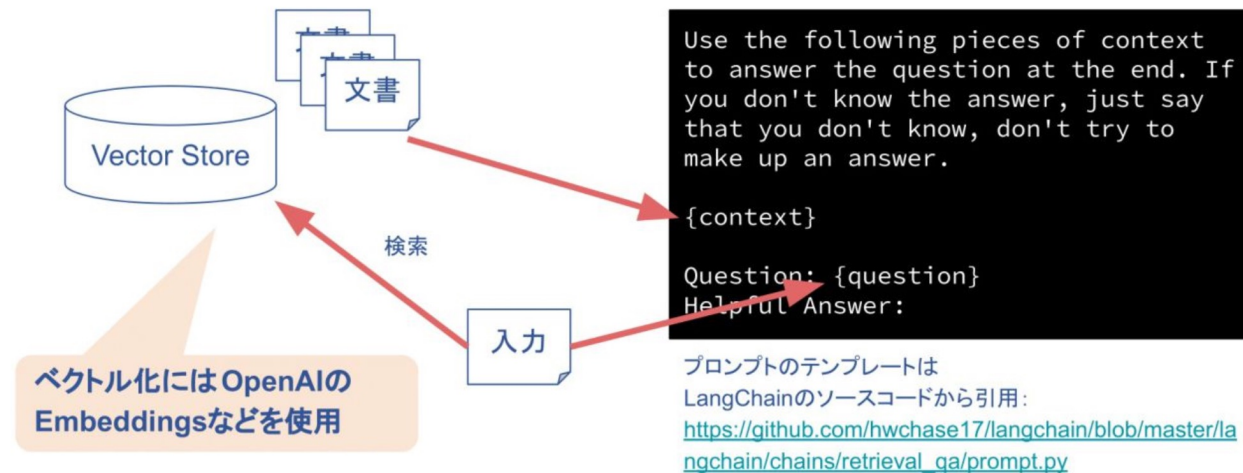 文書
文書
文書
Vector Store
検索
入力
ベクトル化にはOpenAIの
Embeddingsなどを使用
Use the following pieces of context
to answer the question at the end. If
you don't know the answer, just say
that you don't know, don't try to
make up an answer.
{context}
Question: {question}
Helpful Answer:
プロンプトのテンプレートは
LangChainのソースコードから引用：
https://github.com/hwchase17/langchain/blob/master/la
ngchain/chains/retrieval_qa/prompt.py